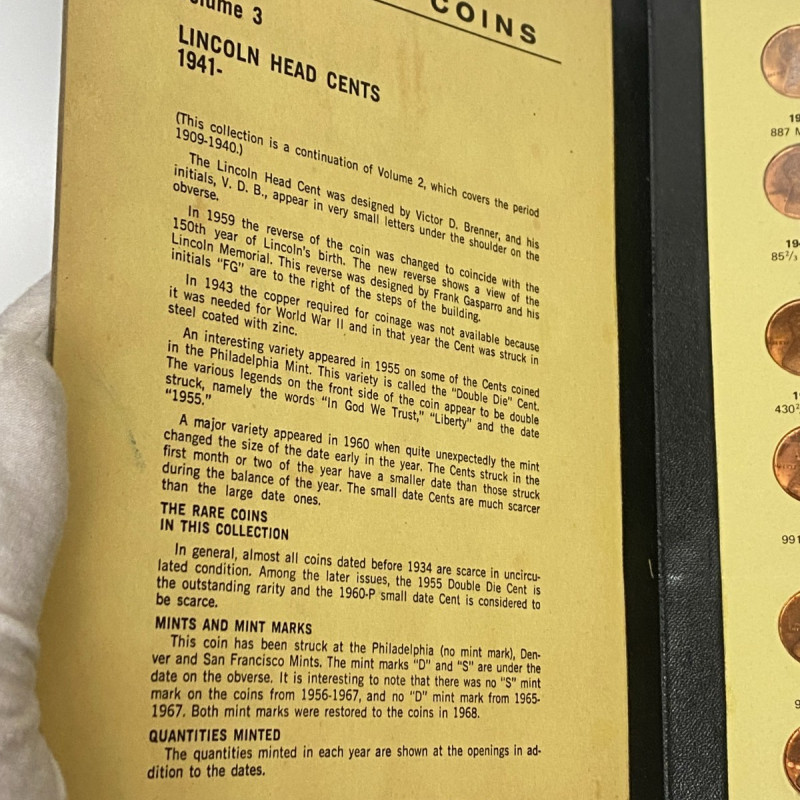 COINS
Volume 3
LINCOLN HEAD CENTS
1941-
(This collection is a continuation of Volume 2, which covers the period
1909-1940.)
The Lincoln Head Cent was designed by Victor D. Brenner, and his
initials, V. D. B., appear in very small letters under the shoulder on the
obverse.
In 1959 the reverse of the coin was changed to coincide with the
150th year of Lincoln's birth. The new reverse shows a view of the
Lincoln Memorial. This reverse was designed by Frank Gasparro and his
initials "FG" are to the right of the steps of the building.
In 1943 the copper required for coinage was not available because
it was needed for World War II and in that year the Cent was struck in
steel coated with zinc.
An interesting variety appeared in 1955 on some of the Cents coined
in the Philadelphia Mint. This variety is called the "Double Die" Cent.
The various legends on the front side of the coin appear to be double
struck, namely the words "In God We Trust," "Liberty" and the date
"1955."
A major variety appeared in 1960 when quite unexpectedly the mint
changed the size of the date early in the year. The Cents struck in the
first month or two of the year have a smaller date than those struck
during the balance of the year. The small date Cents are much scarcer
than the large date ones.
THE RARE COINS
IN THIS COLLECTION
In general, almost all coins dated before 1934 are scarce in uncircu-
lated condition. Among the later issues, the 1955 Double Die Cent is
the outstanding rarity and the 1960-P small date Cent is considered to
be scarce.
MINTS AND MINT MARKS
This coin has been struck at the Philadelphia (no mint mark), Den-
ver and San Francisco Mints. The mint marks "D" and "S" are under the
date on the obverse. It is interesting to note that there was no "S" mint
mark on the coins from 1956-1967, and no "D" mint mark from 1965-
1967. Both mint marks were restored to the coins in 1968.
QUANTITIES MINTED
The quantities minted in each year are shown at the openings in ad-
dition to the dates.
887 M
85²/₃
430²
991